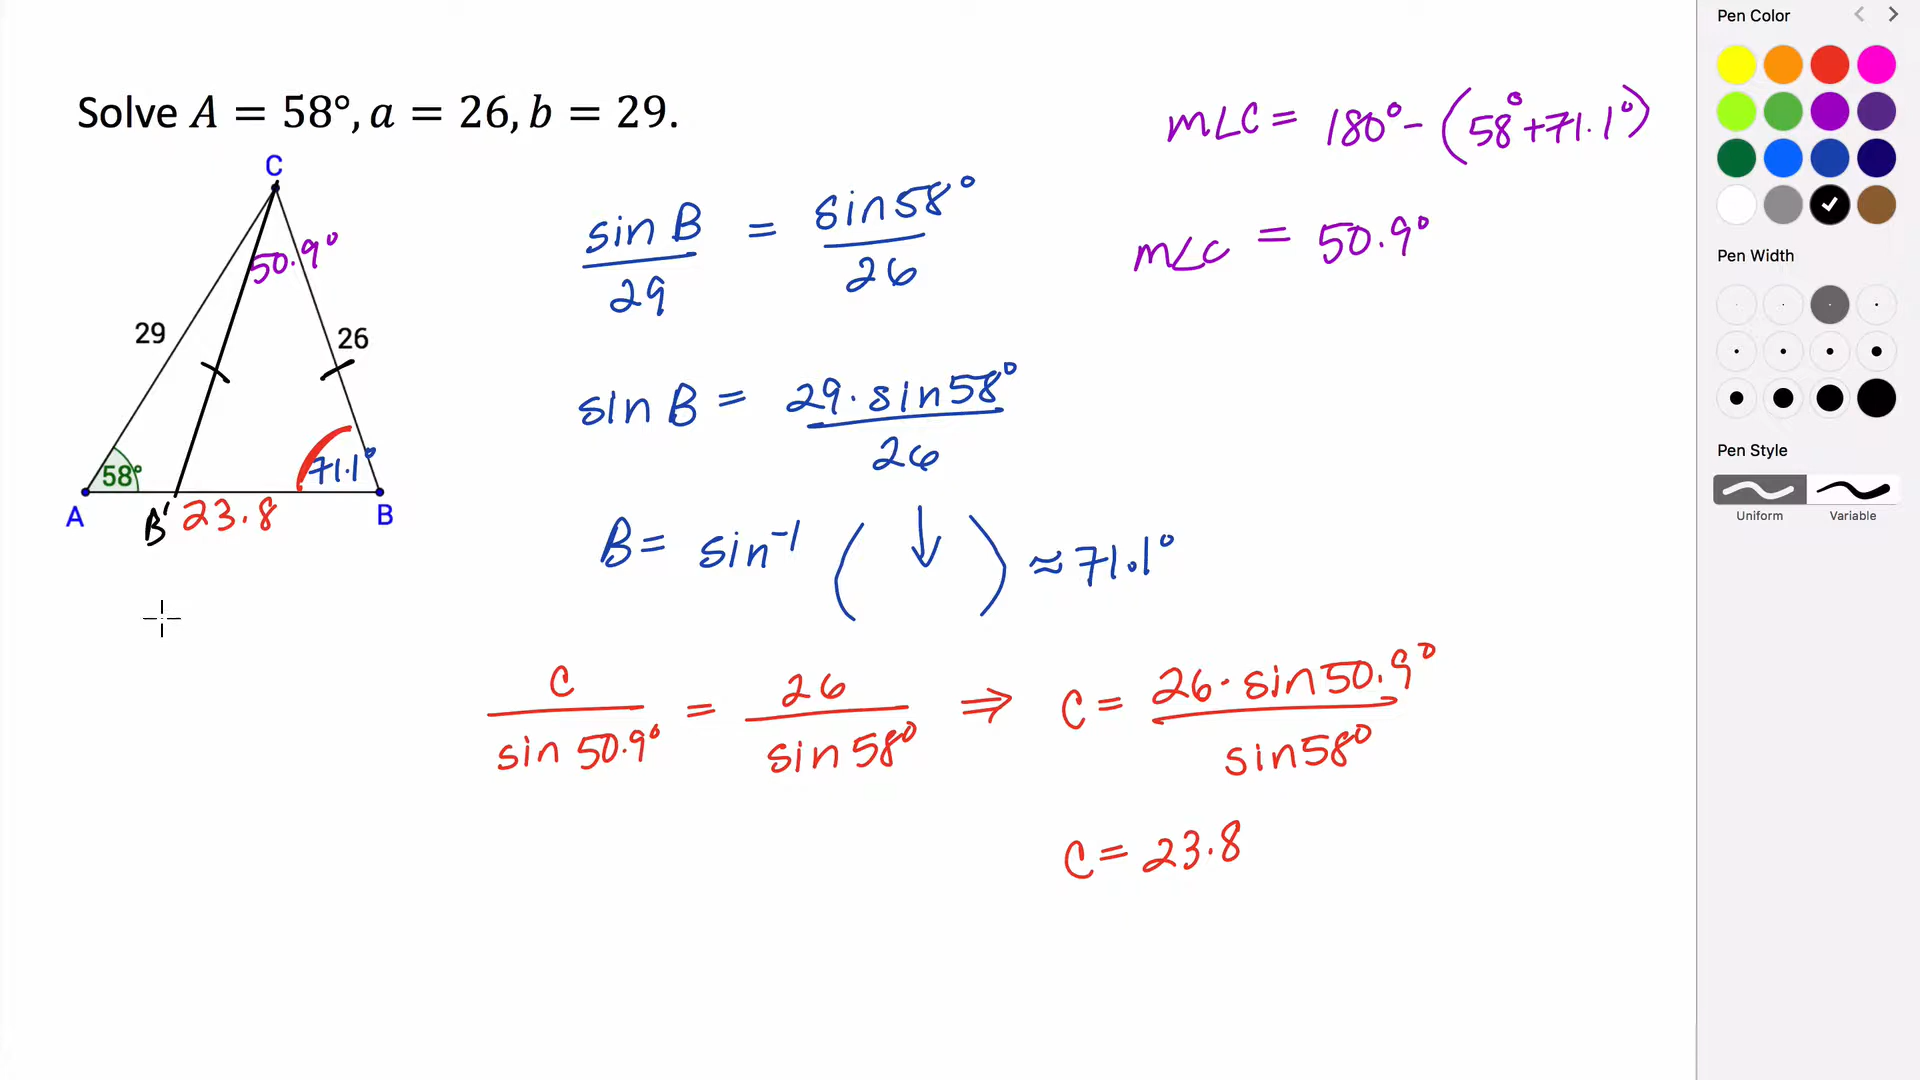 Solve A = 58°, a = 26, b = 29.
C
50.9°
29
26
58°
71.1°
A
B'
23.8
B
sin B / 29 = sin 58° / 26
sin B = 29 · sin 58° / 26
B = sin⁻¹ ( ↓ ) ≈ 71.1°
c / sin 50.9° = 26 / sin 58° ⇒ c = 26 · sin 50.9° / sin 58°
c = 23.8
m∠C = 180° − (58° + 71.1°)
m∠C = 50.9°
Pen Color
Pen Width
Pen Style
Uniform
Variable